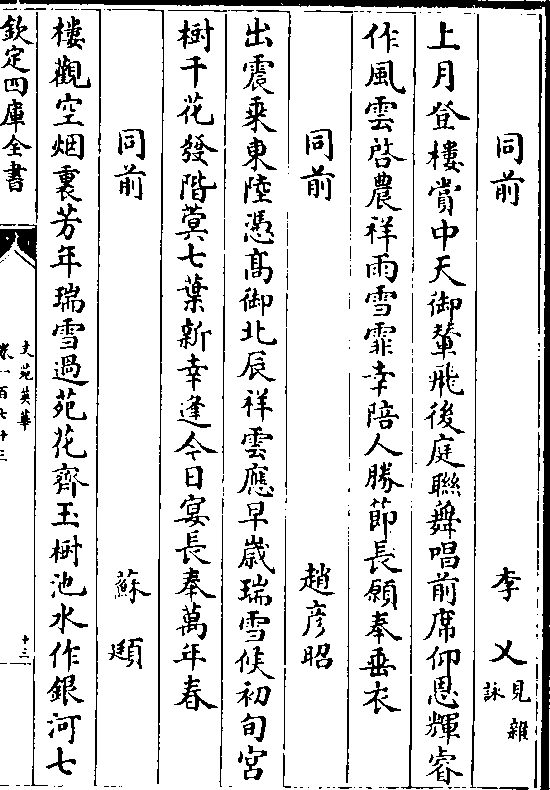 同前　李乂見雜詠
上月登樓賞中天御輦飛後庭聯舞唱前席仰恩輝睿
作風雲啓農祥雨雪霏幸陪人勝節長願奉垂衣
同前　趙彦昭
出震乘東陸憑髙御北辰祥雲應早歲瑞雪候初旬宮
樹千花發階蓂七葉新幸逢今日宴長奉萬年春
同前　蘇頲
樓觀空烟裏芳年瑞雪過苑花齊玉樹池水作銀河七
欽定四庫全書
文苑英華
卷一百七十三
十三